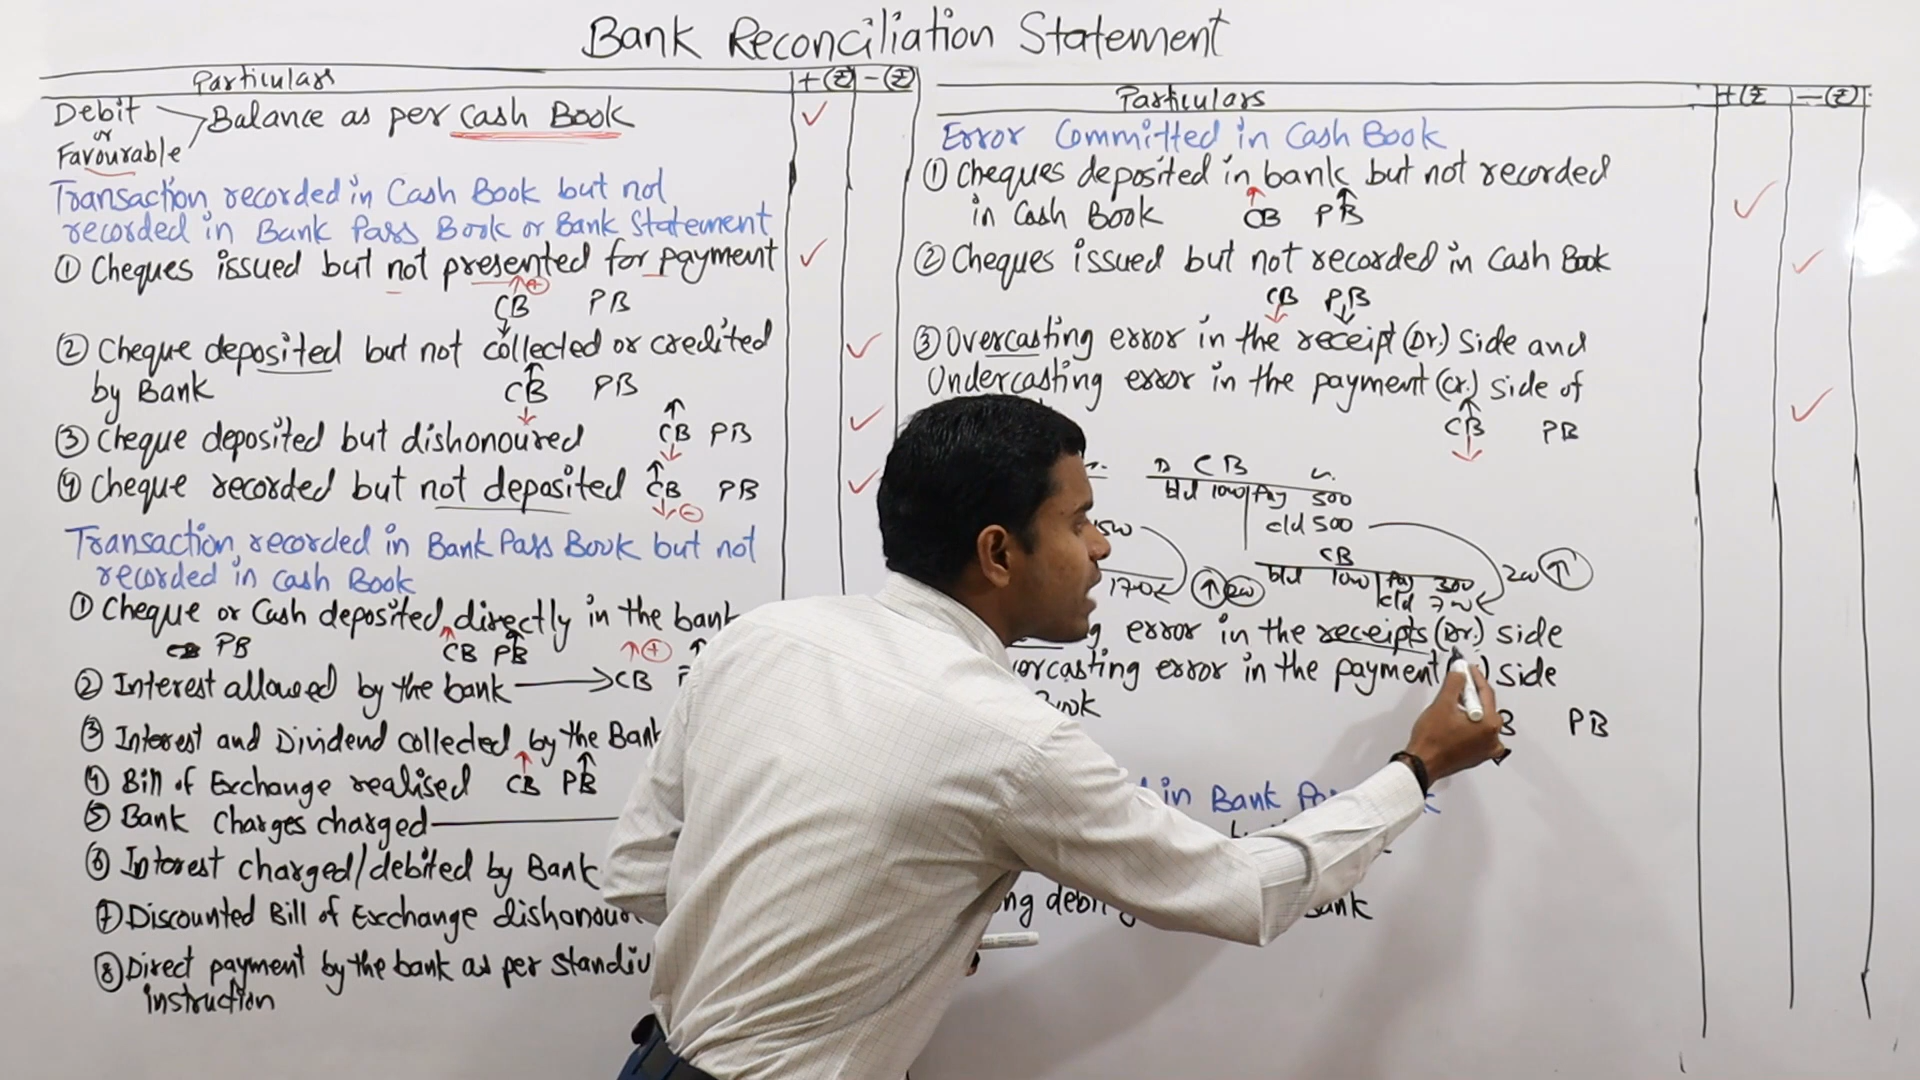 Bank Reconciliation Statement
Particulars +(₹) -(₹)
Debit
or
Favourable
Balance as per Cash Book
Transaction recorded in Cash Book but not
recorded in Bank Pass Book or Bank Statement
① Cheques issued but not presented for payment
CB PB
② Cheque deposited but not collected or credited
by Bank CB PB
③ Cheque deposited but dishonoured CB PB
④ Cheque recorded but not deposited CB PB
Transaction recorded in Bank Pass Book but not
recorded in Cash Book
① Cheque or Cash deposited directly in the bank
CB PB CB PB
② Interest allowed by the bank → CB
③ Interest and Dividend collected by the Bank
④ Bill of Exchange realised CB PB
⑤ Bank Charges charged
⑥ Interest charged/debited by Bank
⑦ Discounted Bill of Exchange
⑧ Direct payment by the bank as per
instruction
Particulars +(₹ -(₹)
Error Committed in Cash Book
① Cheques deposited in bank but not recorded
in Cash Book CB PB
② Cheques issued but not recorded in Cash Book
CB PB
③ Overcasting error in the receipt (Dr.) side and
Undercasting error in the payment (Cr.) side of
CB PB
CB
b/d 1000 Pay 500
c/d 500
CB
b/d 1000 Pay 300
c/d 700 200
1700 200
error in the receipts (Dr.) side
error in the payment side
PB
in Bank